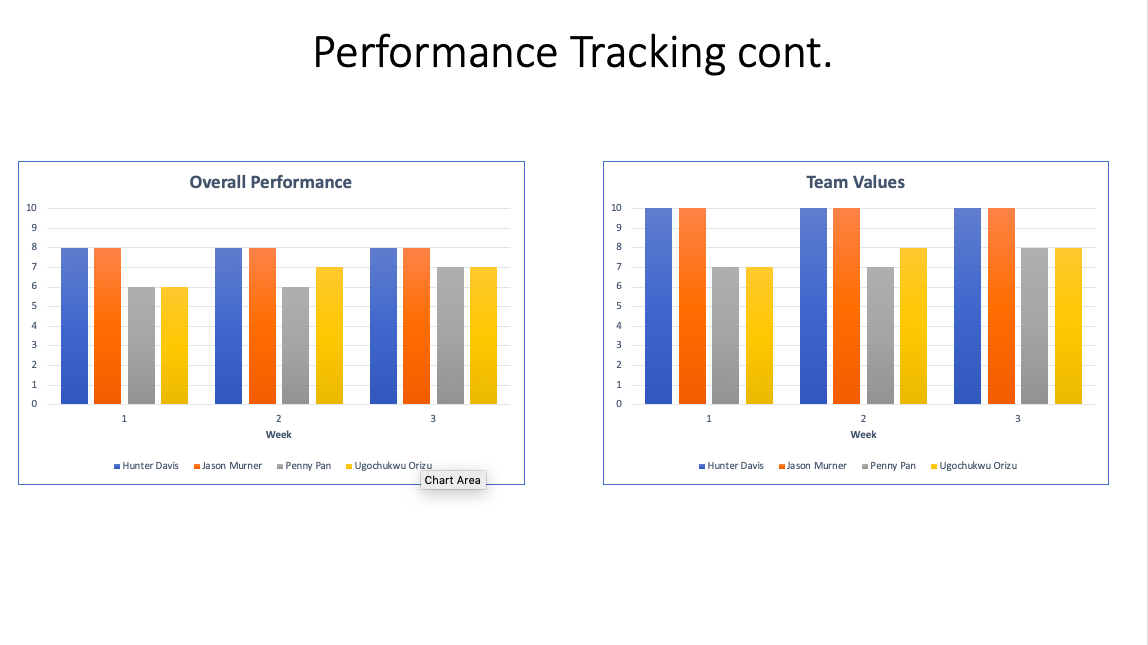 Performance Tracking cont.
Overall Performance
10
9
8
7
6
5
4
3
2
1
0
1 2 3
Week
Hunter Davis Jason Murner Penny Pan Ugochukwu Orizu
Chart Area
Team Values
10
9
8
7
6
5
4
3
2
1
0
1 2 3
Week
Hunter Davis Jason Murner Penny Pan Ugochukwu Orizu